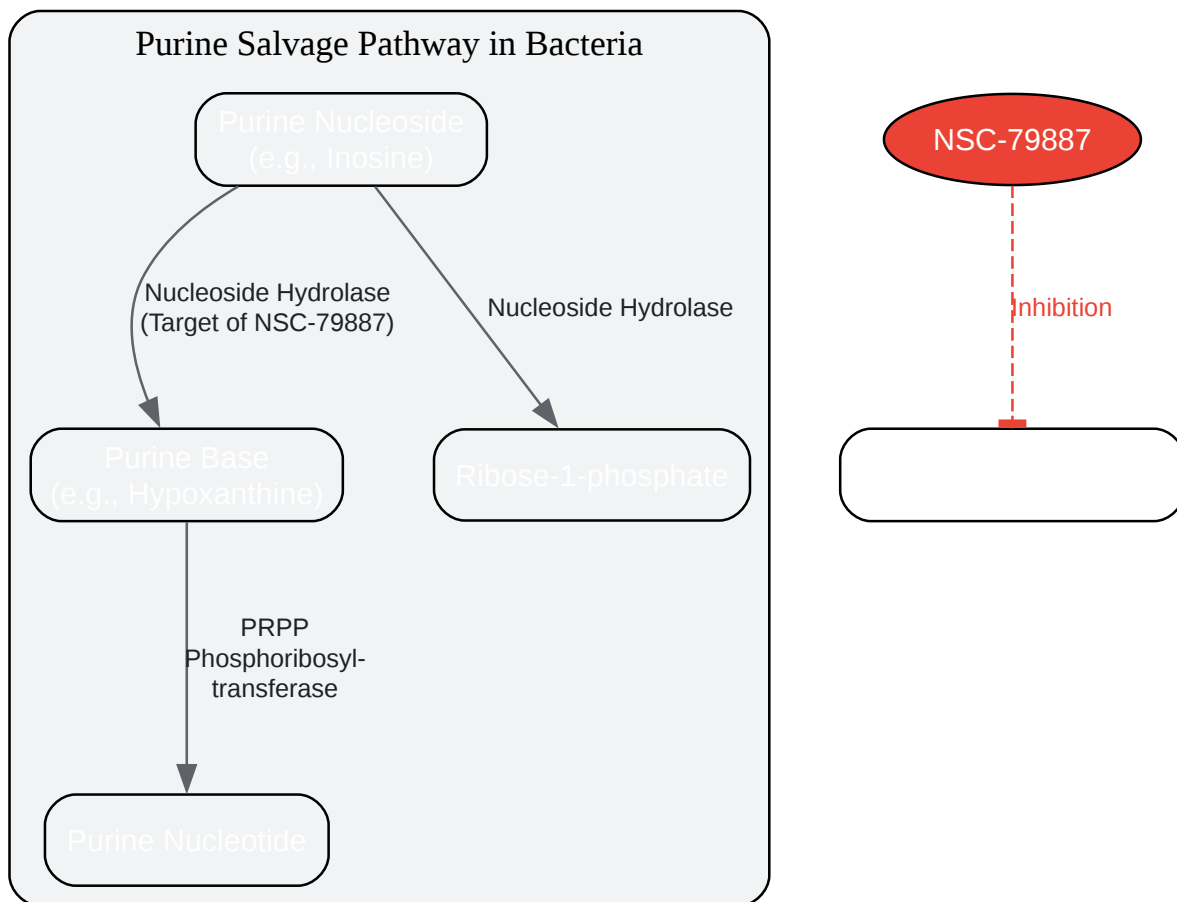 Purine Salvage Pathway in Bacteria
Purine Nucleoside
(e.g., Inosine)
NSC-79887
Nucleoside Hydrolase
(Target of NSC-79887)
Nucleoside Hydrolase
Inhibition
Purine Base
(e.g., Hypoxanthine)
Ribose-1-phosphate
PRPP
Phosphoribosyl-
transferase
Purine Nucleotide